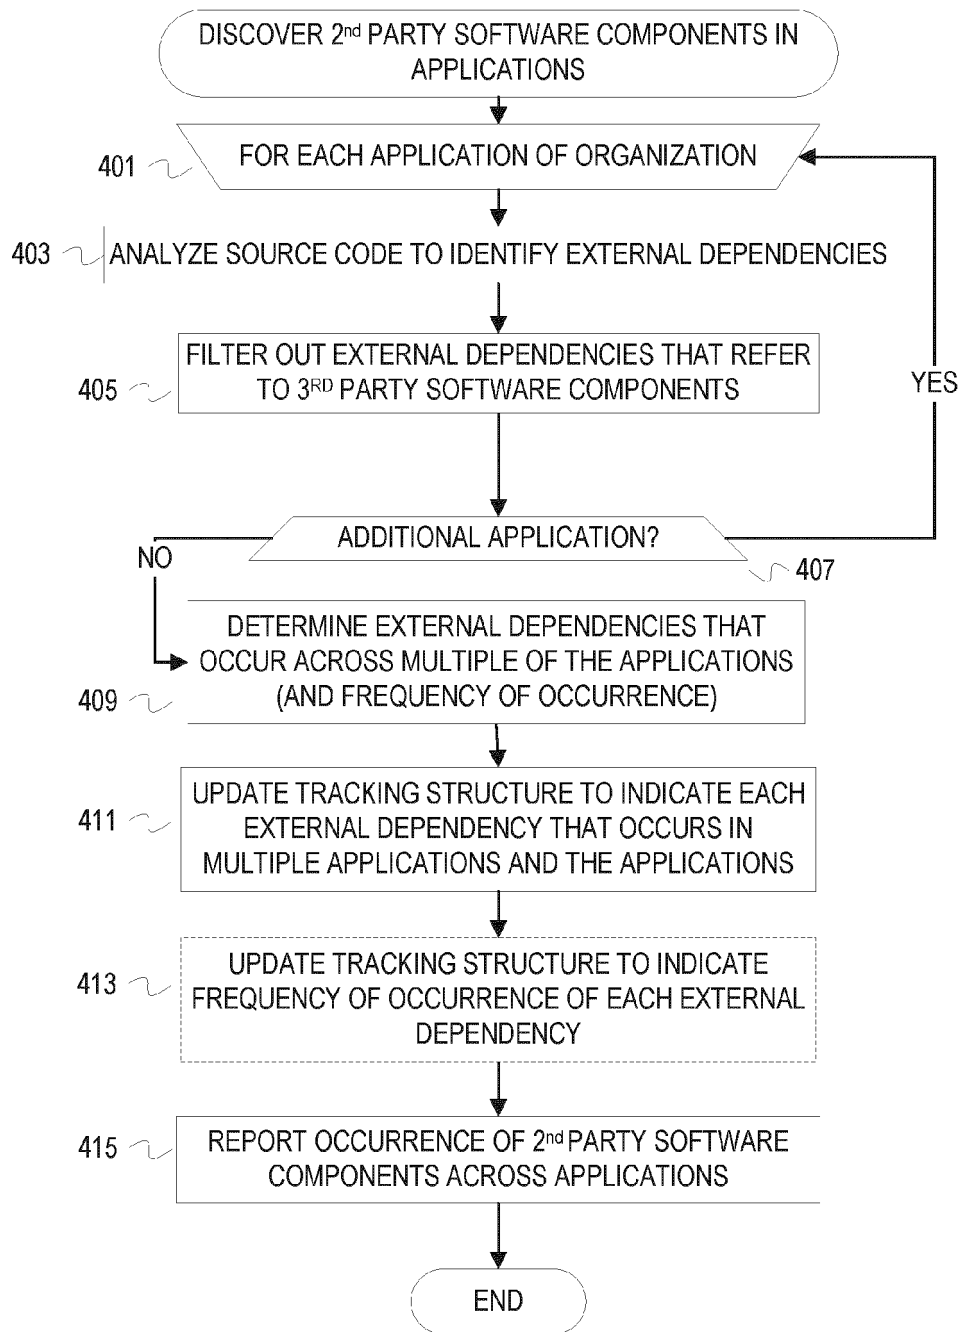 DISCOVER 2nd PARTY SOFTWARE COMPONENTS IN
APPLICATIONS
401
FOR EACH APPLICATION OF ORGANIZATION
403
ANALYZE SOURCE CODE TO IDENTIFY EXTERNAL DEPENDENCIES
FILTER OUT EXTERNAL DEPENDENCIES THAT REFER
TO 3RD PARTY SOFTWARE COMPONENTS
405
YES
ADDITIONAL APPLICATION?
NO
407
DETERMINE EXTERNAL DEPENDENCIES THAT
OCCUR ACROSS MULTIPLE OF THE APPLICATIONS
(AND FREQUENCY OF OCCURRENCE)
409
UPDATE TRACKING STRUCTURE TO INDICATE EACH
EXTERNAL DEPENDENCY THAT OCCURS IN
MULTIPLE APPLICATIONS AND THE APPLICATIONS
411
UPDATE TRACKING STRUCTURE TO INDICATE
FREQUENCY OF OCCURRENCE OF EACH EXTERNAL
DEPENDENCY
413
REPORT OCCURRENCE OF 2nd PARTY SOFTWARE
COMPONENTS ACROSS APPLICATIONS
415
END